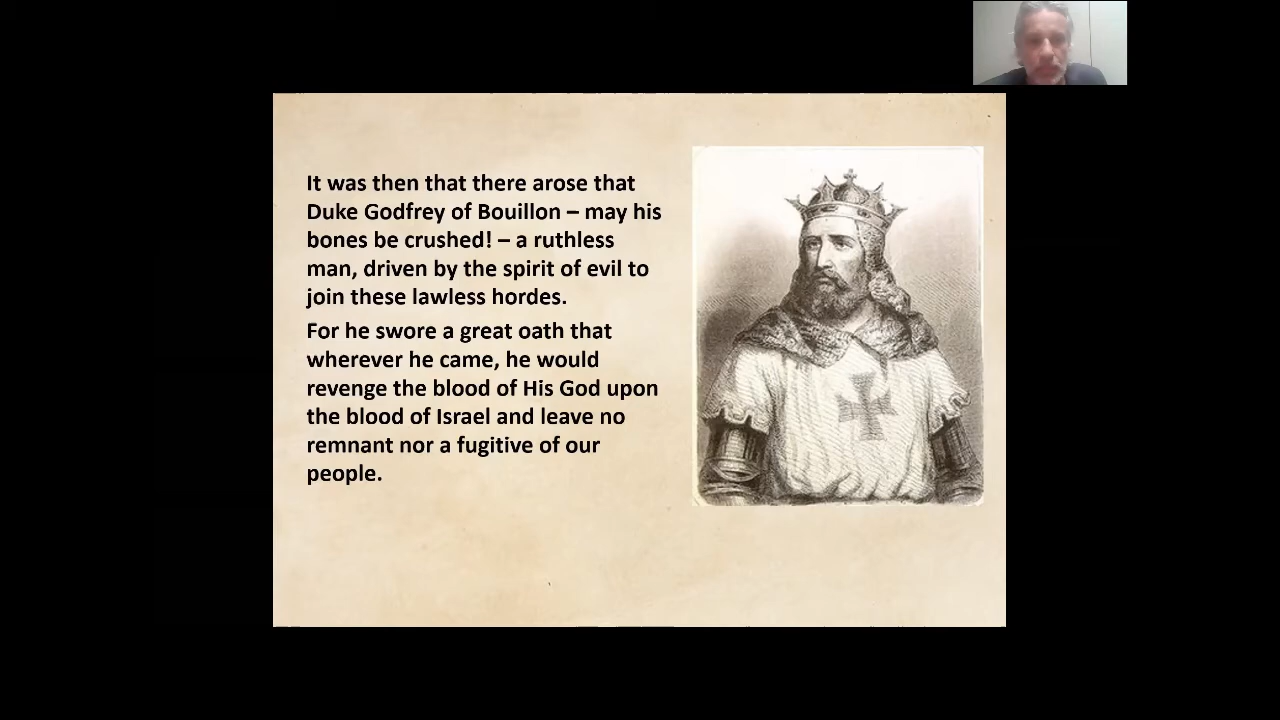 It was then that there arose that
Duke Godfrey of Bouillon – may his
bones be crushed! – a ruthless
man, driven by the spirit of evil to
join these lawless hordes.
For he swore a great oath that
wherever he came, he would
revenge the blood of His God upon
the blood of Israel and leave no
remnant nor a fugitive of our
people.